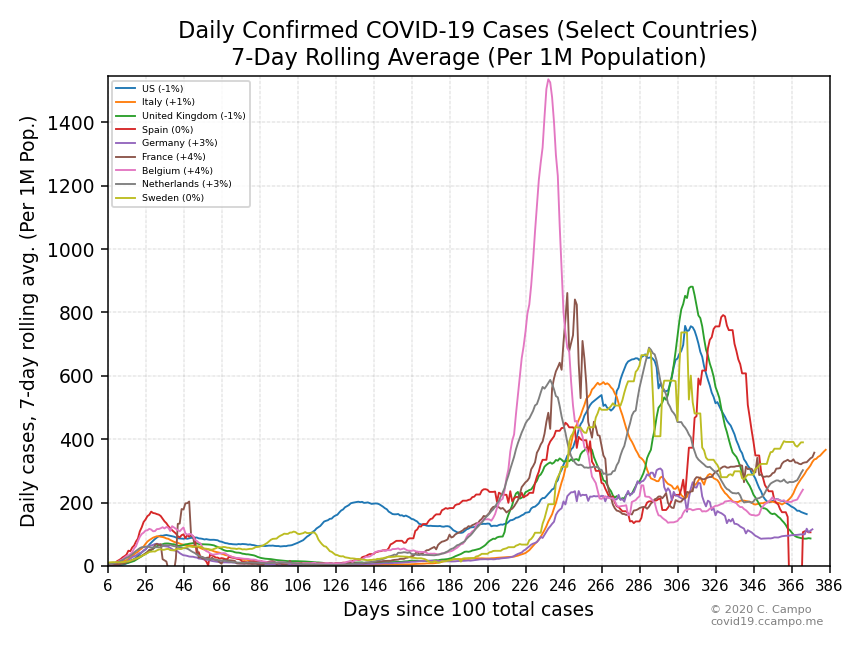 Daily Confirmed COVID-19 Cases (Select Countries)
7-Day Rolling Average (Per 1M Population)
Daily cases, 7-day rolling avg. (Per 1M Pop.)
1400
1200
1000
800
600
400
200
0
US (-1%)
Italy (+1%)
United Kingdom (-1%)
Spain (0%)
Germany (+3%)
France (+4%)
Belgium (+4%)
Netherlands (+3%)
Sweden (0%)
6 26 46 66 86 106 126 146 166 186 206 226 246 266 286 306 326 346 366 386
Days since 100 total cases
© 2020 C. Campo
covid19.ccampo.me